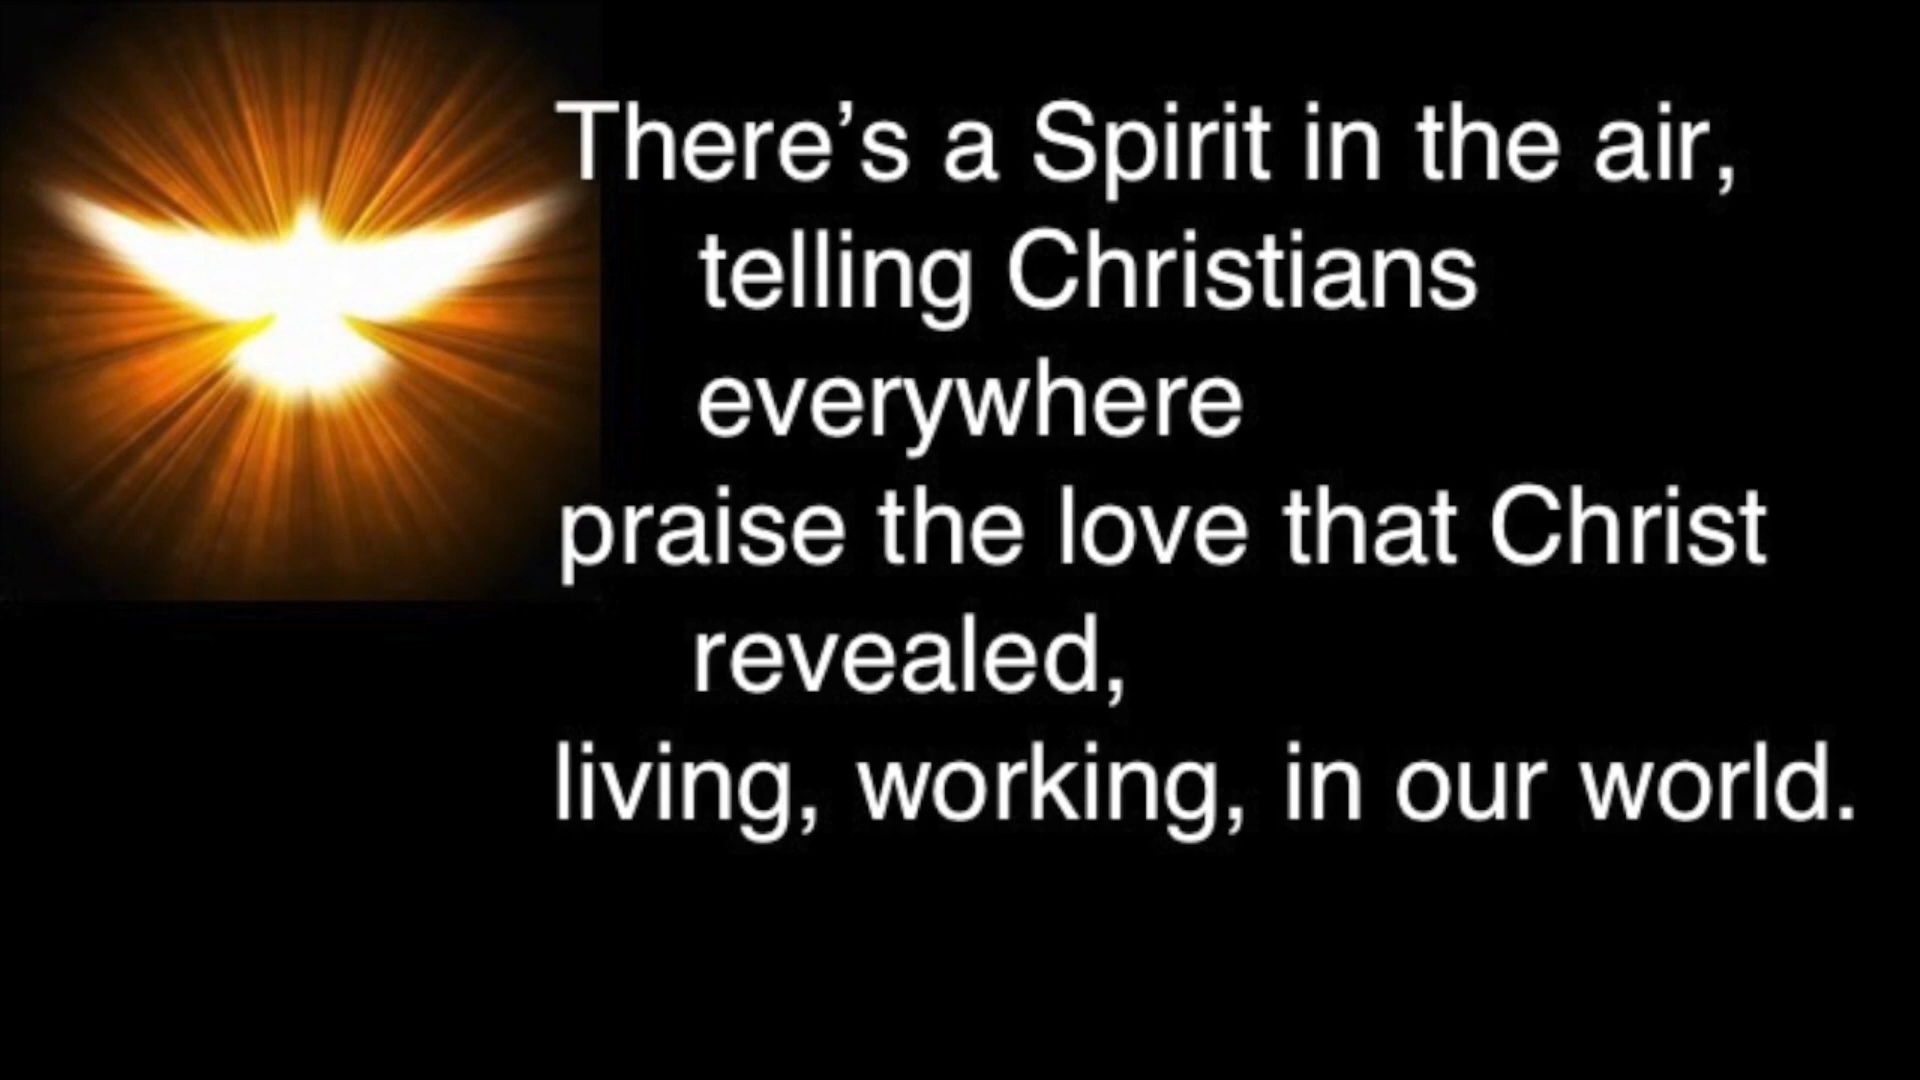 There’s a Spirit in the air,
telling Christians
everywhere
praise the love that Christ
revealed,
living, working, in our world.